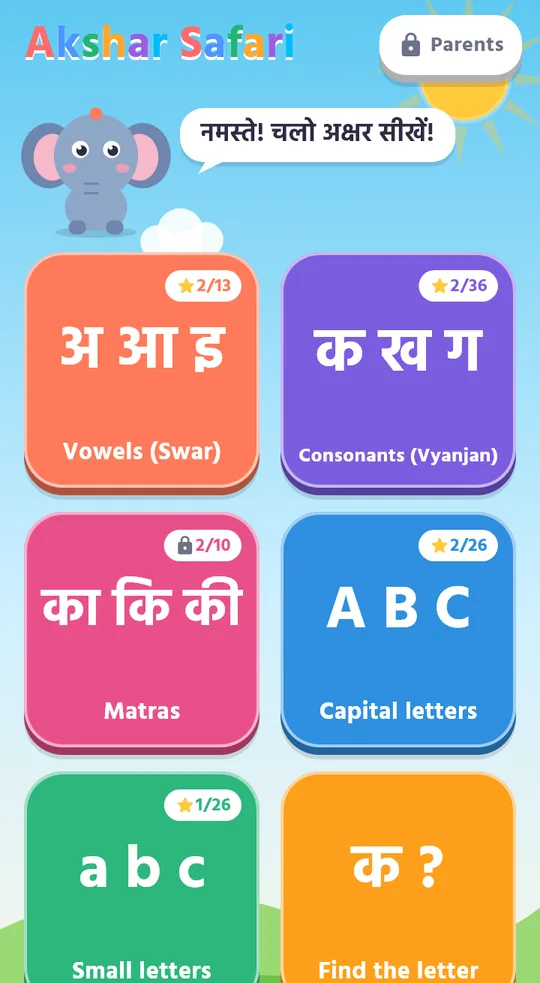 Akshar Safari
Parents
नमस्ते! चलो अक्षर सीखें!
2/13
अ आ इ
Vowels (Swar)
2/36
क ख ग
Consonants (Vyanjan)
2/10
का कि की
Matras
2/26
A B C
Capital letters
1/26
a b c
Small letters
क ?
Find the letter